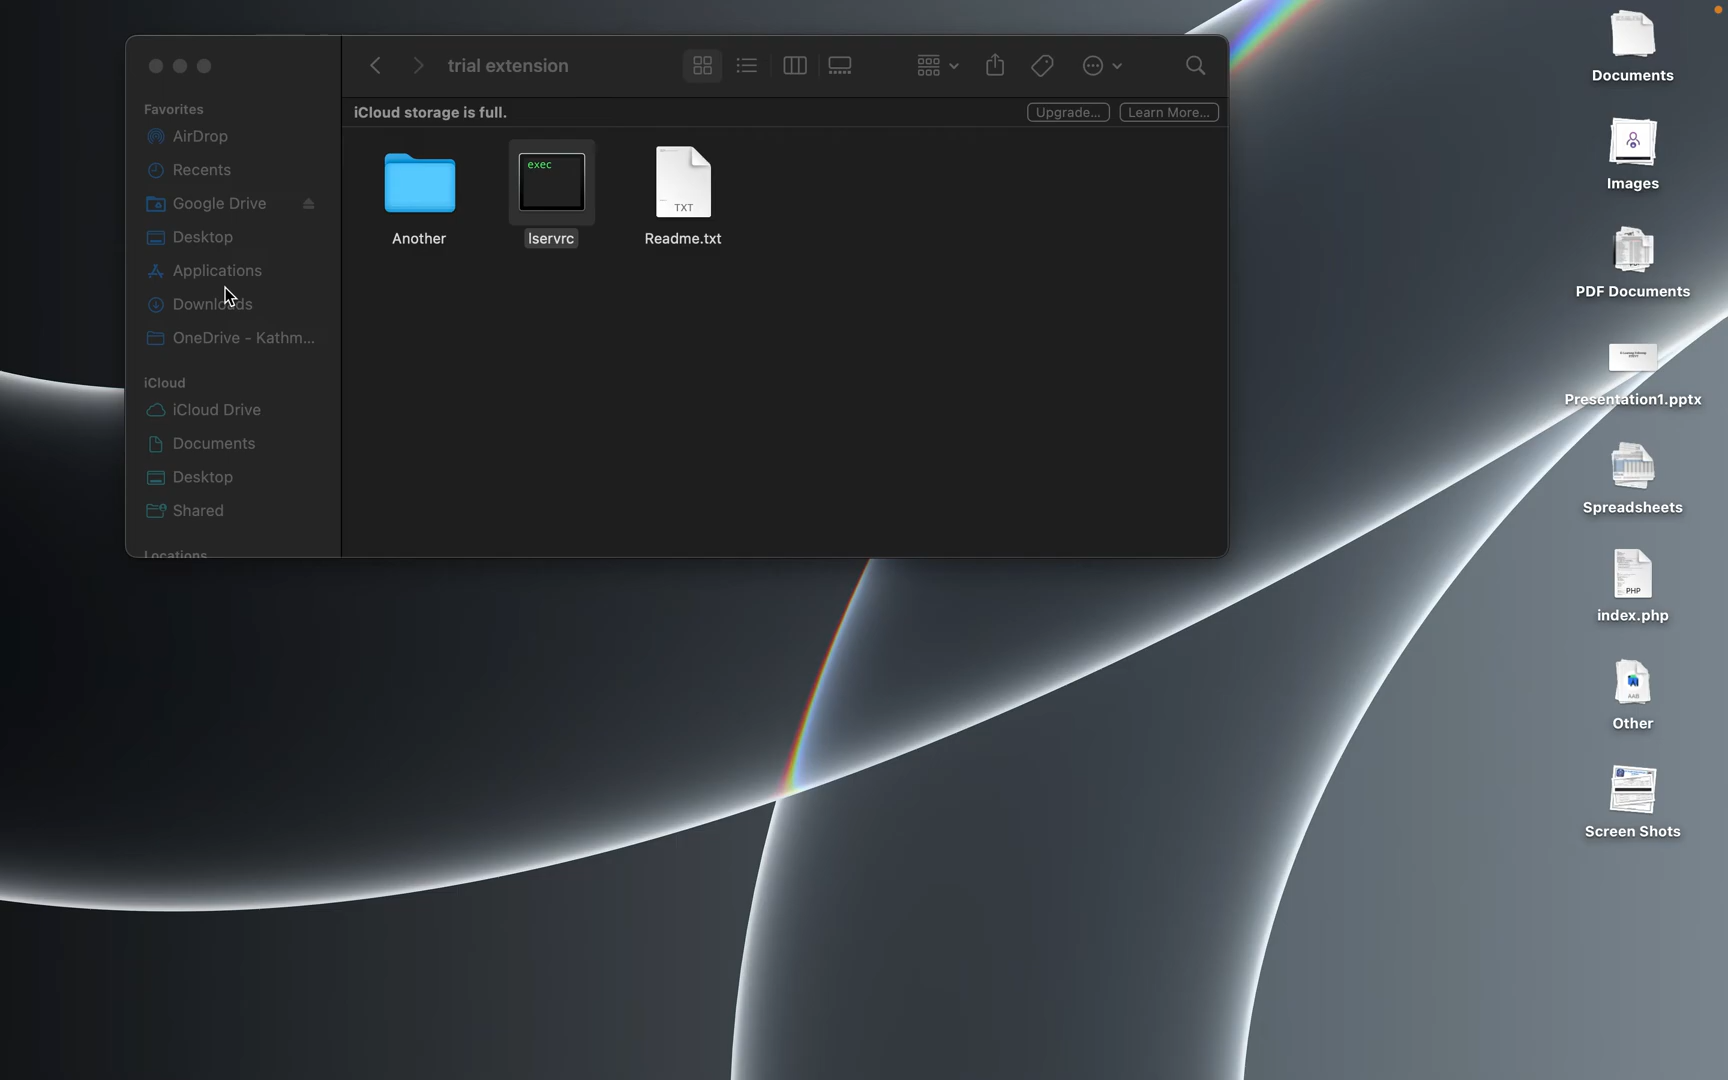 trial extension
Favorites
AirDrop
Recents
Google Drive
Desktop
Applications
Downloads
OneDrive - Kathm...
iCloud
iCloud Drive
Documents
Desktop
Shared
Locations
iCloud storage is full.
Upgrade...
Learn More...
Another
exec
lservrc
TXT
Readme.txt
Documents
Images
PDF Documents
Presentation1.pptx
Spreadsheets
PHP
index.php
AAB
Other
Screen Shots